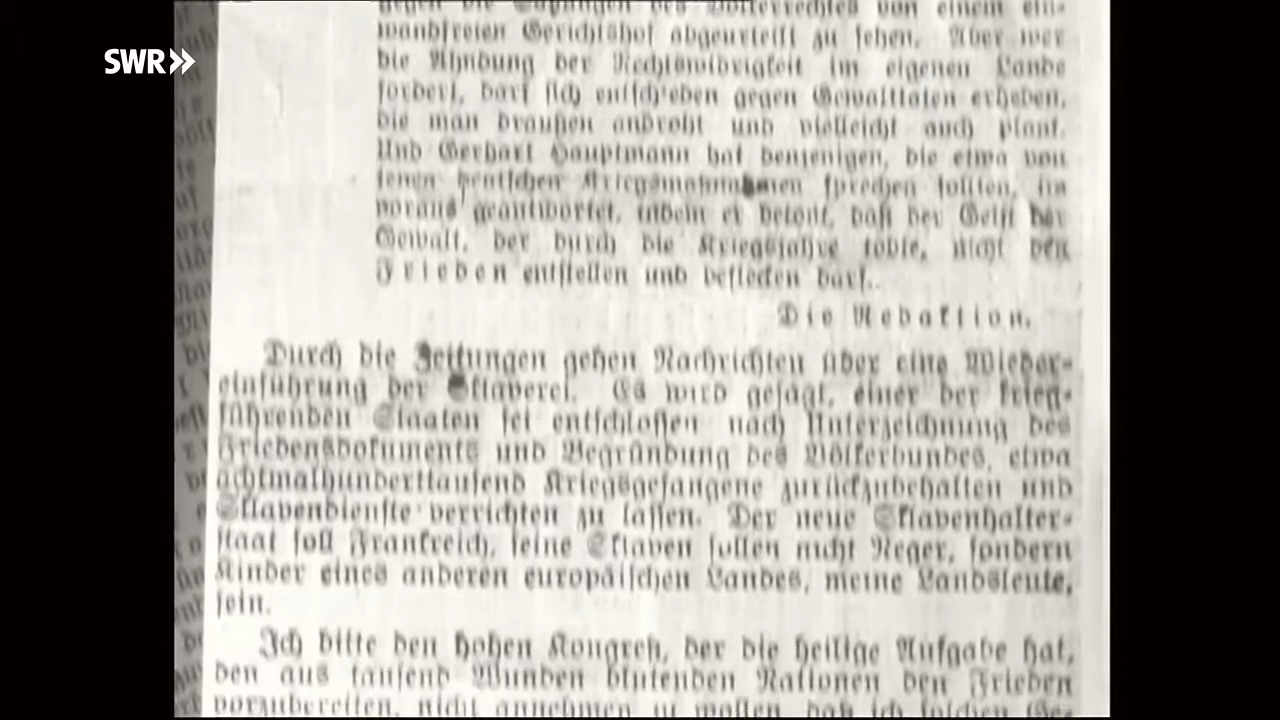 SWR»
gegen die Satzungen des Völkerrechtes von einem ein-
wandfreien Gerichtshof abgeurteilt zu sehen. Aber wer
die Ahndung der Rechtswidrigkeit im eigenen Lande
fordert, darf sich entschieden gegen Gewalttaten erheben,
die man draußen androht und vielleicht auch plant.
Und Gerhart Hauptmann hat denjenigen, die etwa von
jenen deutschen Kriegsmaßnahmen sprechen sollten, im
voraus geantwortet, indem er betont, daß der Geist der
Gewalt, der durch die Kriegsjahre tobte, nicht den
Frieden entstellen und beflecken darf.
Die Redaktion.
Durch die Zeitungen gehen Nachrichten über eine Wieder-
einführung der Sklaverei. Es wird gesagt, einer der krieg-
führenden Staaten sei entschlossen nach Unterzeichnung des
Friedensdokuments und Begründung des Völkerbundes, etwa
achtmalhunderttausend Kriegsgefangene zurückzubehalten und
Sklavendienste verrichten zu lassen. Der neue Sklavenhalter-
staat soll Frankreich, seine Sklaven sollen nicht Neger, sondern
Kinder eines anderen europäischen Landes, meine Landsleute,
sein.
Ich bitte den hohen Kongreß, der die heilige Aufgabe hat,
den aus tausend Wunden blutenden Nationen den Frieden
vorzubereiten, nicht annehmen zu wollen, daß ich solchen